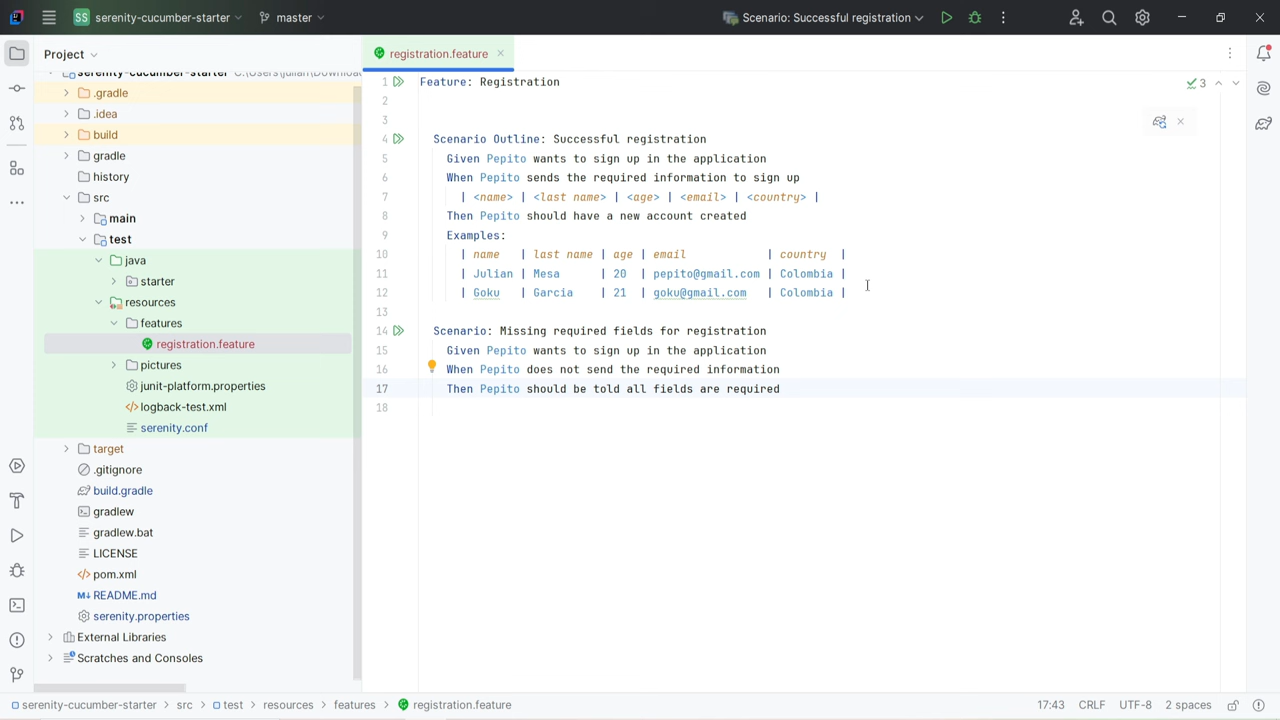 SS serenity-cucumber-starter
master
Scenario: Successful registration
Project
registration.feature
serenity-cucumber-starter C:\Users\julian\Downloa
.gradle
.idea
build
gradle
history
src
main
test
java
starter
resources
features
registration.feature
pictures
junit-platform.properties
logback-test.xml
serenity.conf
target
.gitignore
build.gradle
gradlew
gradlew.bat
LICENSE
pom.xml
README.md
serenity.properties
External Libraries
Scratches and Consoles
3
1 Feature: Registration
2
3
4 Scenario Outline: Successful registration
5 Given Pepito wants to sign up in the application
6 When Pepito sends the required information to sign up
7 | <name> | <last name> | <age> | <email> | <country> |
8 Then Pepito should have a new account created
9 Examples:
10 | name | last name | age | email | country |
11 | Julian | Mesa | 20 | pepito@gmail.com | Colombia |
12 | Goku | Garcia | 21 | goku@gmail.com | Colombia |
13
14 Scenario: Missing required fields for registration
15 Given Pepito wants to sign up in the application
16 When Pepito does not send the required information
17 Then Pepito should be told all fields are required
18
serenity-cucumber-starter > src > test > resources > features > registration.feature
17:43 CRLF UTF-8 2 spaces